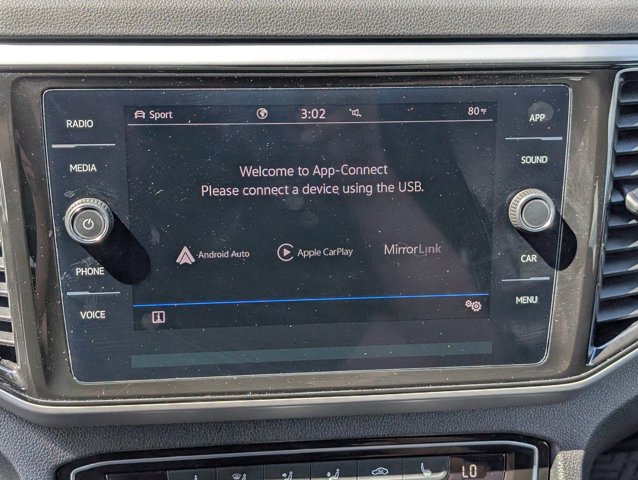 RADIO
MEDIA
PHONE
VOICE
Sport 3:02 80°F
Welcome to App-Connect
Please connect a device using the USB.
Android Auto Apple CarPlay MirrorLink
APP
SOUND
CAR
MENU
LO